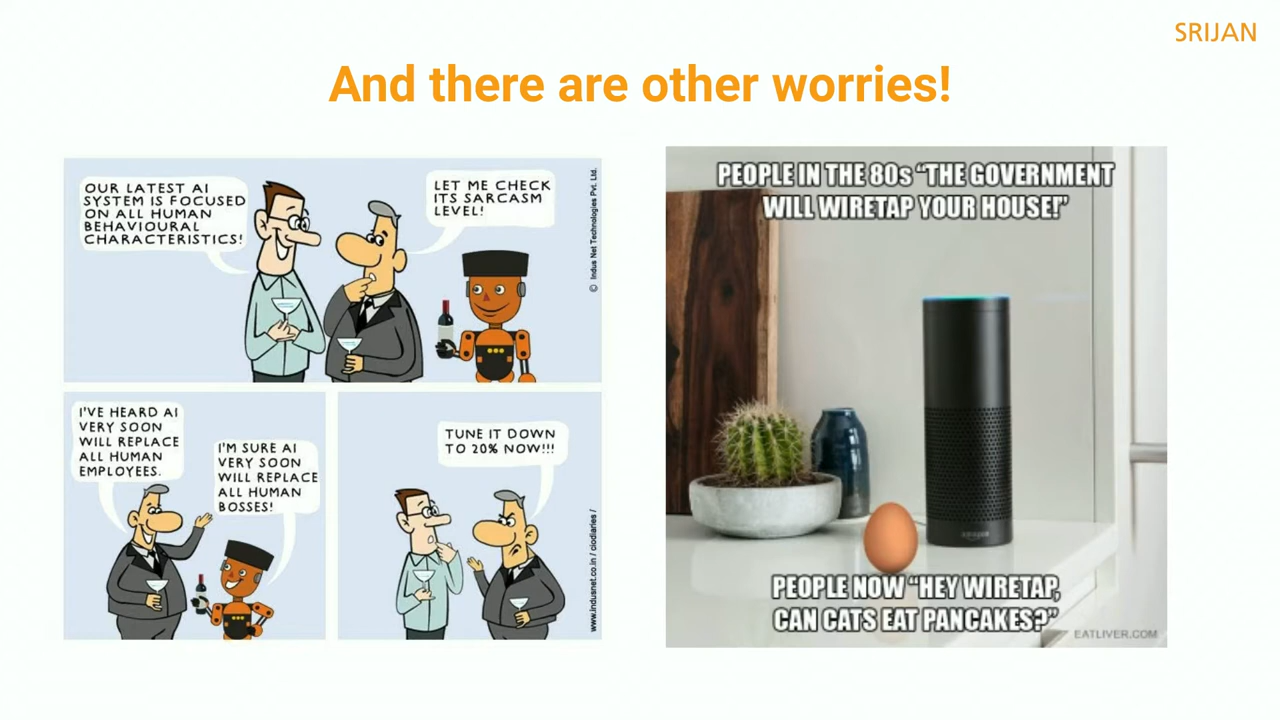 SRIJAN
And there are other worries!
OUR LATEST AI
SYSTEM IS FOCUSED
ON ALL HUMAN
BEHAVIOURAL
CHARACTERISTICS!
LET ME CHECK
ITS SARCASM
LEVEL!
© Indus Net Technologies Pvt. Ltd.
I'VE HEARD AI
VERY SOON
WILL REPLACE
ALL HUMAN
EMPLOYEES.
I'M SURE AI
VERY SOON
WILL REPLACE
ALL HUMAN
BOSSES!
TUNE IT DOWN
TO 20% NOW!!!
www.indusnet.co.in / ciodiaries /
PEOPLE IN THE 80s “THE GOVERNMENT
WILL WIRETAP YOUR HOUSE!”
amazon
PEOPLE NOW “HEY WIRETAP,
CAN CATS EAT PANCAKES?”
EATLIVER.COM